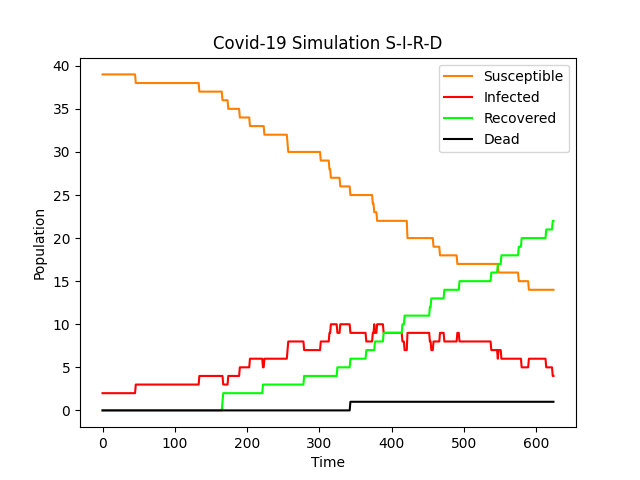 Covid-19 Simulation S-I-R-D
Susceptible
Infected
Recovered
Dead
Population
40
35
30
25
20
15
10
5
0
0 100 200 300 400 500 600
Time